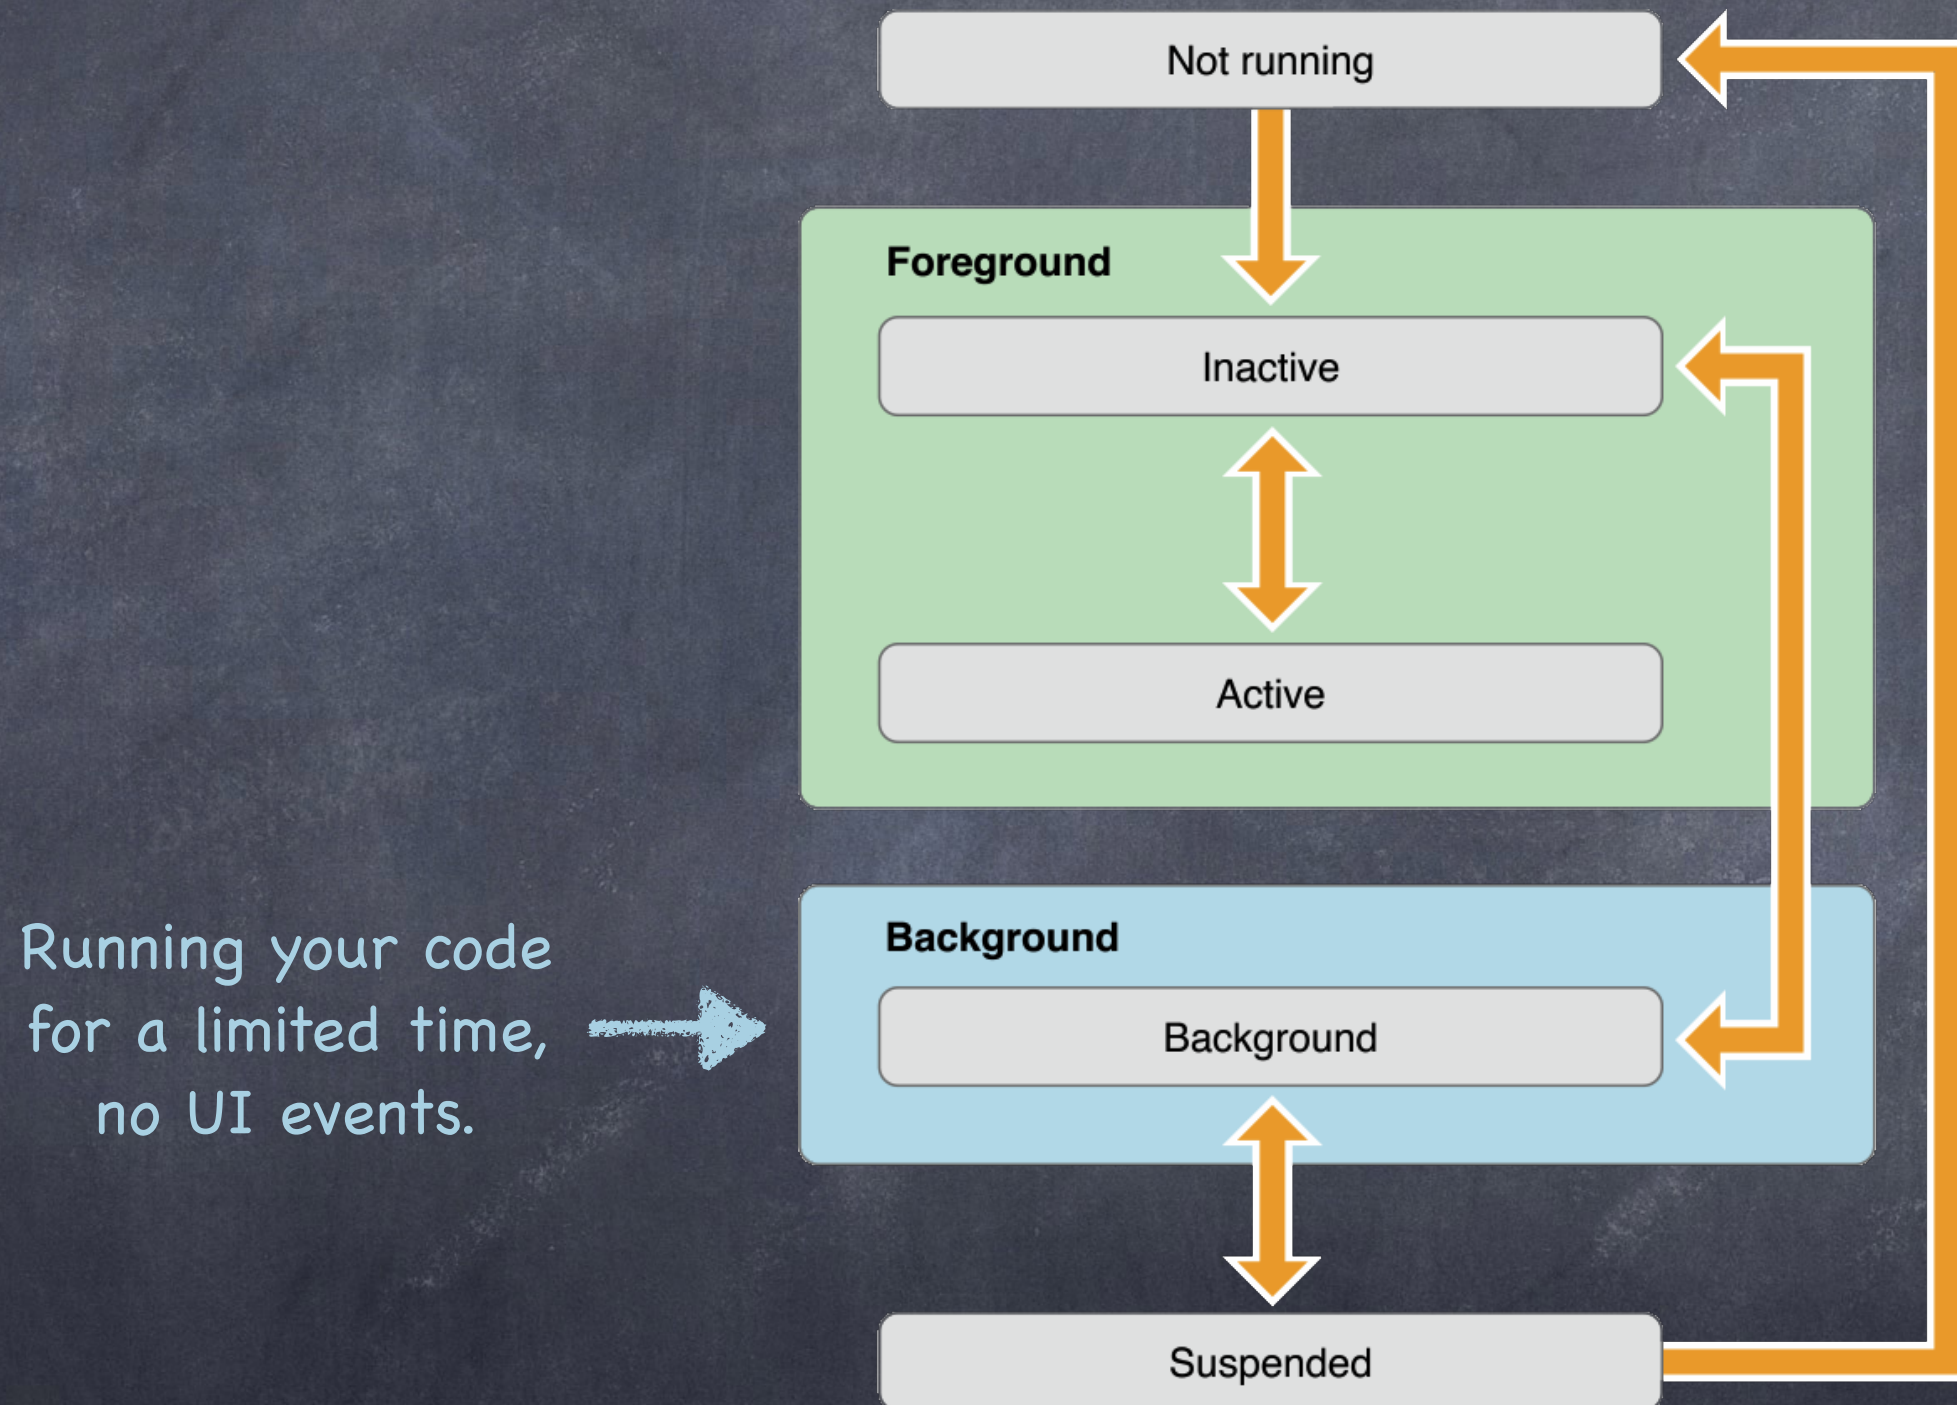 Not running
Foreground
Inactive
Active
Running your code
for a limited time,
no UI events.
Background
Background
Suspended